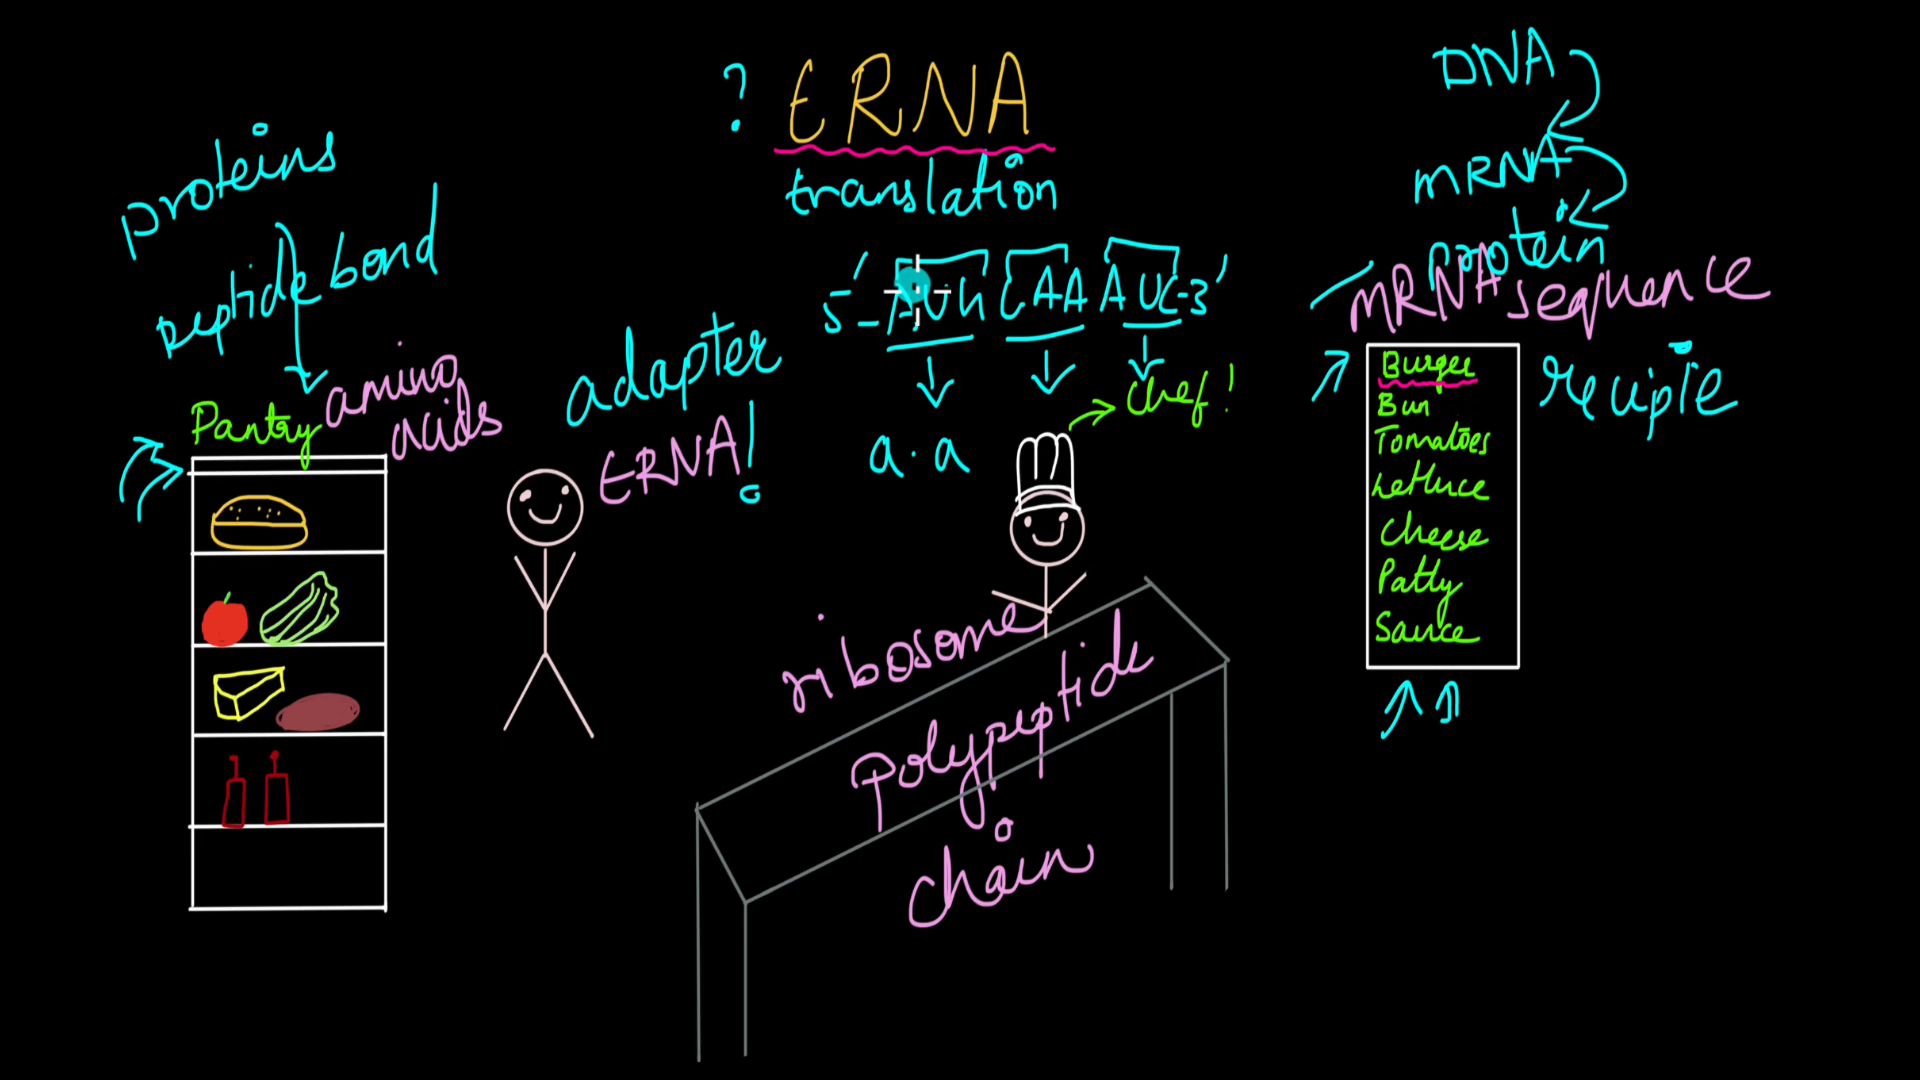 ? tRNA
translation
5'-AUG CAA AUC-3'
a.a
DNA
mRNA
protein
mRNA sequence
recipie
Burger
Bun
Tomatoes
Lettuce
Cheese
Patty
Sauce
proteins
peptide bond
amino
acids
Pantry
adapter
tRNA!
chef!
ribosome
Polypeptide
chain